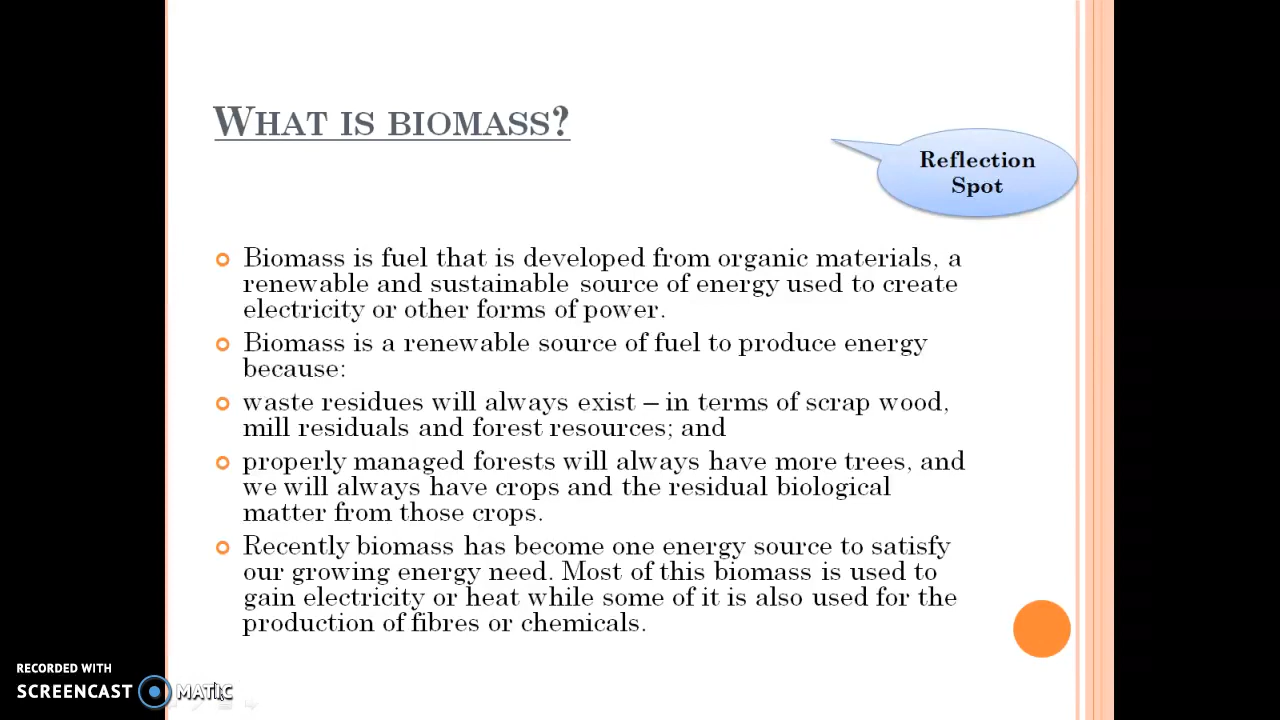 WHAT IS BIOMASS?
Reflection
Spot
Biomass is fuel that is developed from organic materials, a
renewable and sustainable source of energy used to create
electricity or other forms of power.
Biomass is a renewable source of fuel to produce energy
because:
waste residues will always exist – in terms of scrap wood,
mill residuals and forest resources; and
properly managed forests will always have more trees, and
we will always have crops and the residual biological
matter from those crops.
Recently biomass has become one energy source to satisfy
our growing energy need. Most of this biomass is used to
gain electricity or heat while some of it is also used for the
production of fibres or chemicals.
RECORDED WITH
SCREENCAST MATIC